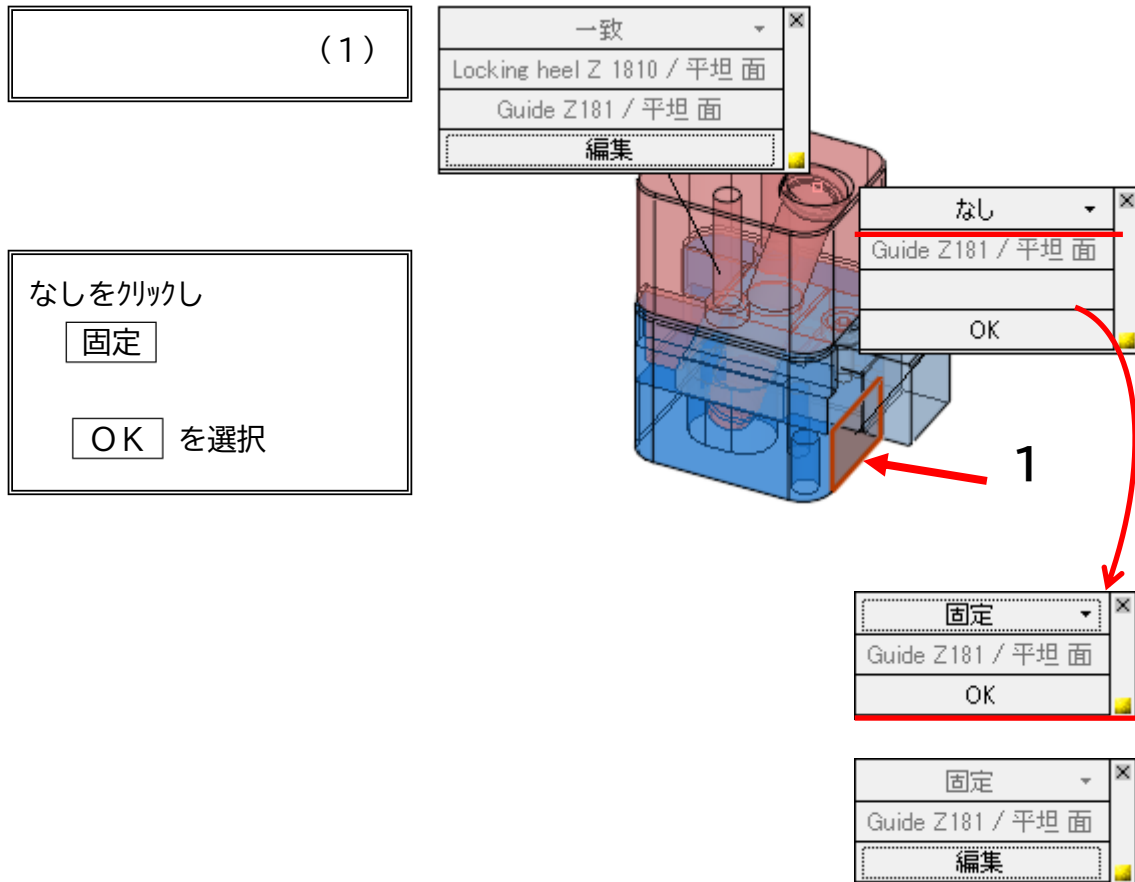 （１）
一致
Locking heel Z 1810 / 平坦 面
Guide Z181 / 平坦 面
編集
なし
Guide Z181 / 平坦 面
OK
なしをｸﾘｯｸし
固定
ＯＫ を選択
1
固定
Guide Z181 / 平坦 面
OK
固定
Guide Z181 / 平坦 面
編集